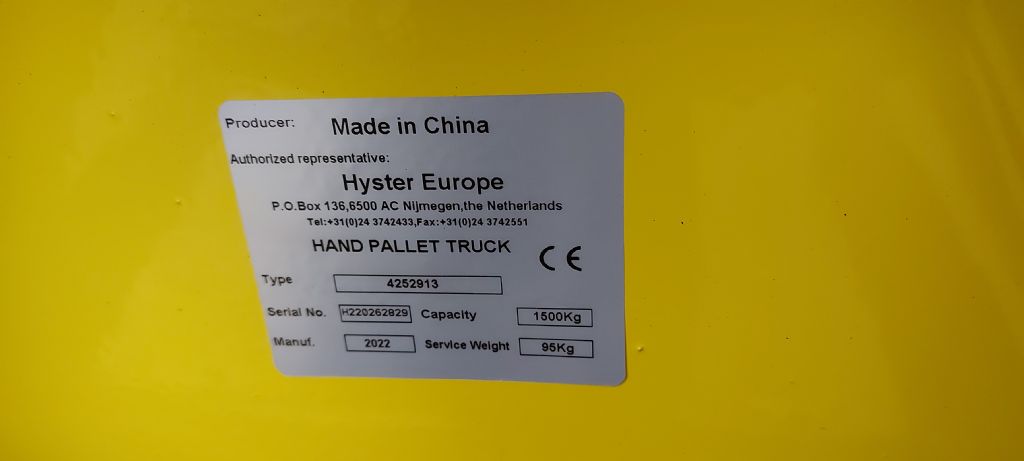 Producer: Made in China
Authorized representative:
Hyster Europe
P.O.Box 136,6500 AC Nijmegen,the Netherlands
Tel:+31(0)24 3742433,Fax:+31(0)24 3742551
HAND PALLET TRUCK CE
Type 4252913
Serial No. H220262829 Capacity 1500Kg
Manuf. 2022 Service Weight 95Kg